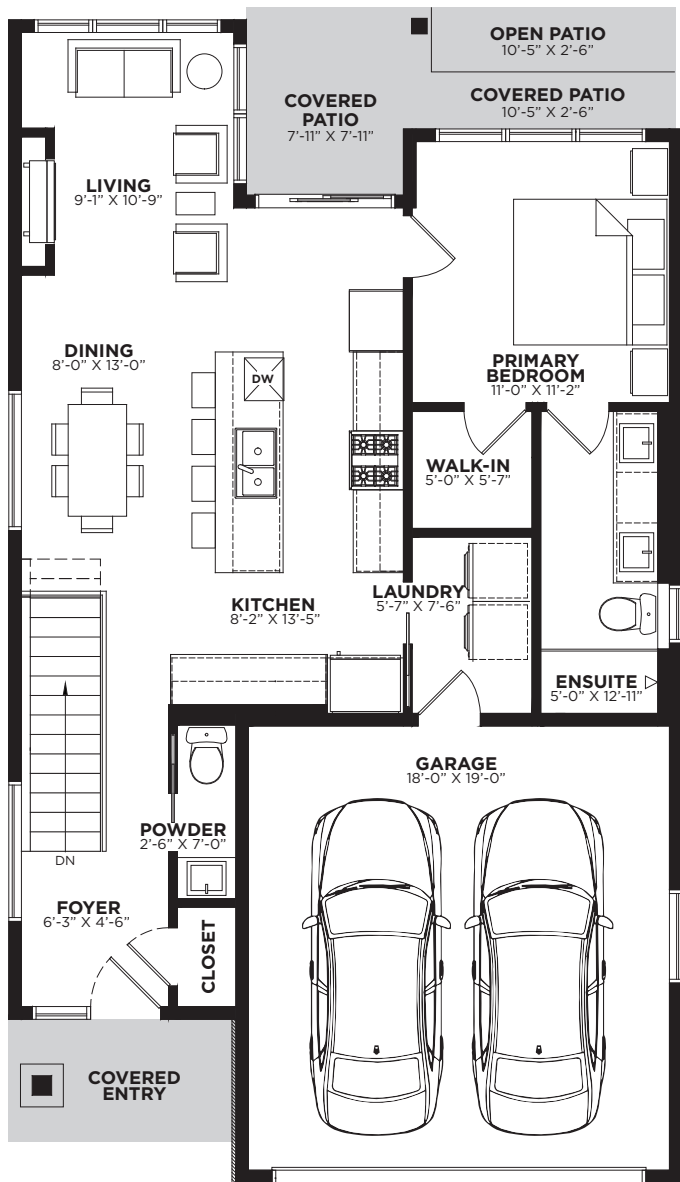 OPEN PATIO
10'-5" X 2'-6"
COVERED
PATIO
7'-11" X 7'-11"
COVERED PATIO
10'-5" X 2'-6"
LIVING
9'-1" X 10'-9"
DINING
8'-0" X 13'-0"
DW
PRIMARY
BEDROOM
11'-0" X 11'-2"
WALK-IN
5'-0" X 5'-7"
KITCHEN
8'-2" X 13'-5"
LAUNDRY
5'-7" X 7'-6"
ENSUITE
5'-0" X 12'-11"
GARAGE
18'-0" X 19'-0"
POWDER
2'-6" X 7'-0"
DN
FOYER
6'-3" X 4'-6"
CLOSET
COVERED
ENTRY